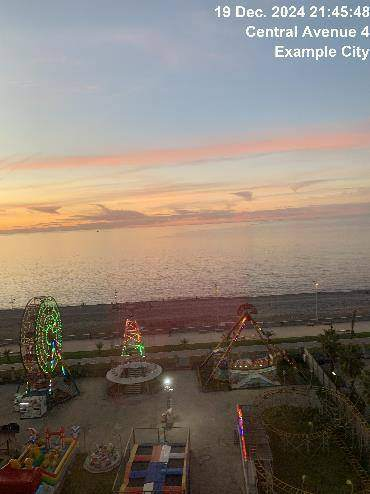 19 Dec. 2024 21:45:48
Central Avenue 4
Example City